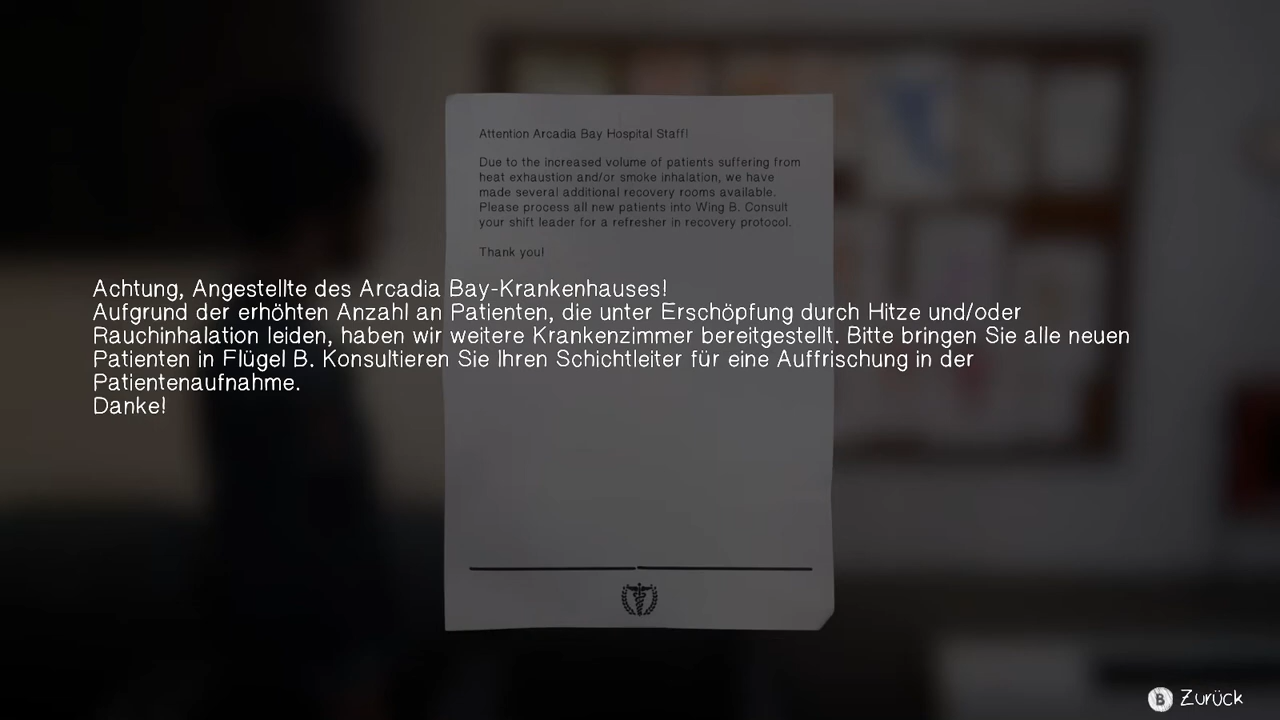 Attention Arcadia Bay Hospital Staff!
Due to the increased volume of patients suffering from
heat exhaustion and/or smoke inhalation, we have
made several additional recovery rooms available.
Please process all new patients into Wing B. Consult
your shift leader for a refresher in recovery protocol.
Thank you!
Achtung, Angestellte des Arcadia Bay-Krankenhauses!
Aufgrund der erhöhten Anzahl an Patienten, die unter Erschöpfung durch Hitze und/oder
Rauchinhalation leiden, haben wir weitere Krankenzimmer bereitgestellt. Bitte bringen Sie alle neuen
Patienten in Flügel B. Konsultieren Sie Ihren Schichtleiter für eine Auffrischung in der
Patientenaufnahme.
Danke!
B Zurück